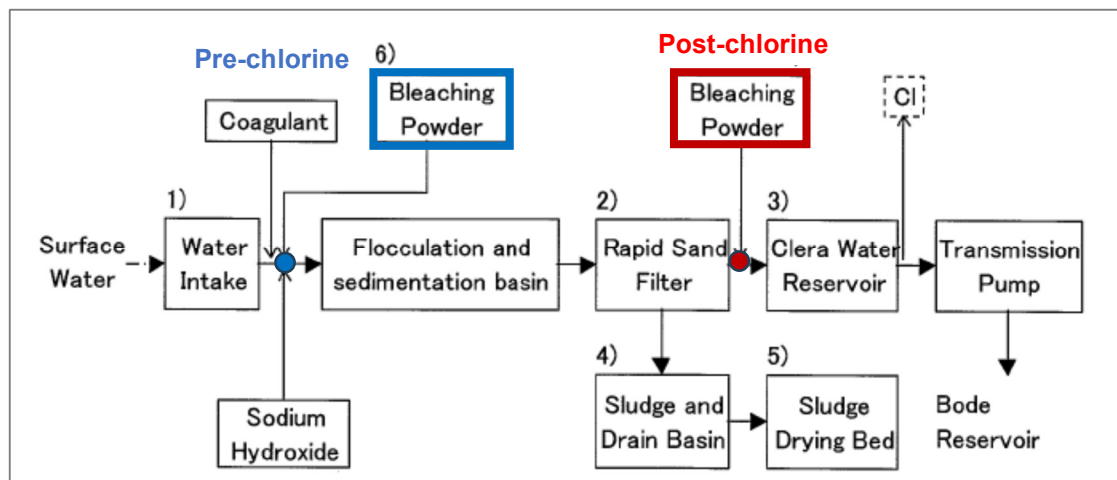 Pre-chlorine
6)
Post-chlorine
Bleaching
Powder
Bleaching
Powder
Cl
Coagulant
1)
2)
3)
Surface
Water
Water
Intake
Flocculation and
sedimentation basin
Rapid Sand
Filter
Clera Water
Reservoir
Transmission
Pump
4)
5)
Sodium
Hydroxide
Sludge and
Drain Basin
Sludge
Drying Bed
Bode
Reservoir